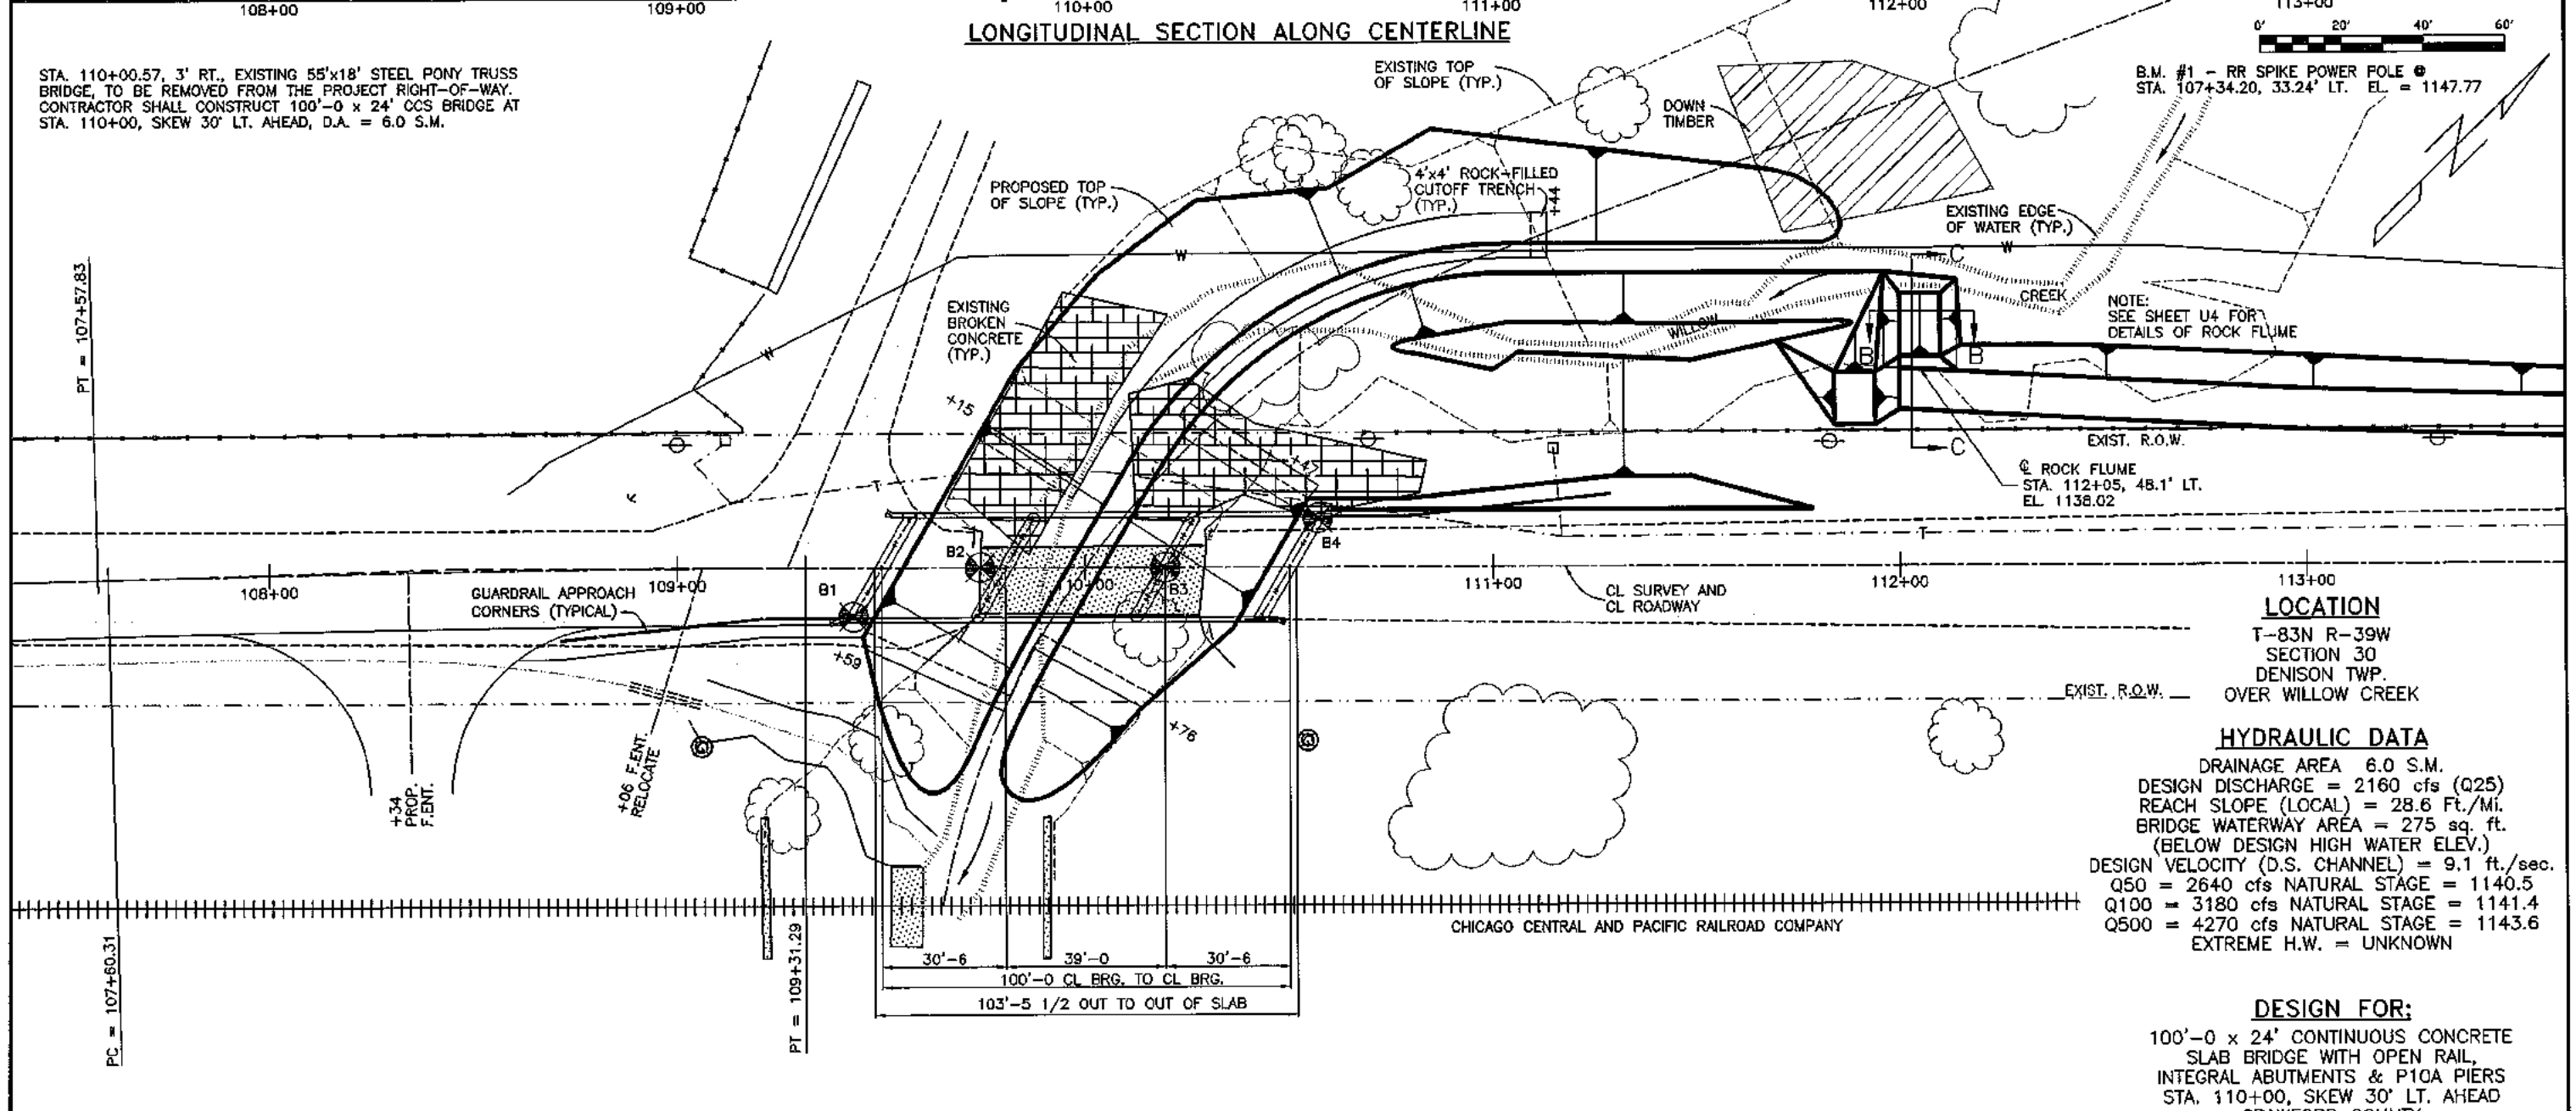 108+00
109+00
110+00
111+00
112+00
113+00
LONGITUDINAL SECTION ALONG CENTERLINE
0' 20' 40' 60'
STA. 110+00.57, 3' RT., EXISTING 55'x18' STEEL PONY TRUSS
BRIDGE, TO BE REMOVED FROM THE PROJECT RIGHT-OF-WAY.
CONTRACTOR SHALL CONSTRUCT 100'-0 x 24' CCS BRIDGE AT
STA. 110+00, SKEW 30° LT. AHEAD, D.A. = 6.0 S.M.
EXISTING TOP
OF SLOPE (TYP.)
DOWN
TIMBER
B.M. #1 - RR SPIKE POWER POLE @
STA. 107+34.20, 33.24' LT. EL. = 1147.77
PROPOSED TOP
OF SLOPE (TYP.)
4'x4' ROCK-FILLED
CUTOFF TRENCH
(TYP.)
+44
EXISTING EDGE
OF WATER (TYP.)
W
W
W
C
PT = 107+57.83
EXISTING
BROKEN
CONCRETE
(TYP.)
WILLOW
CREEK
NOTE:
SEE SHEET U4 FOR
DETAILS OF ROCK FLUME
B
B
+15
C
EXIST. R.O.W.
℄ ROCK FLUME
STA. 112+05, 48.1' LT.
EL. 1138.02
T
T
B2
B4
B1
B3
108+00
109+00
110+00
111+00
112+00
113+00
GUARDRAIL APPROACH
CORNERS (TYPICAL)
CL SURVEY AND
CL ROADWAY
+59
+76
EXIST. R.O.W.
+34
PROP.
F.ENT.
+06 F.ENT.
RELOCATE
LOCATION
T-83N R-39W
SECTION 30
DENISON TWP.
OVER WILLOW CREEK
HYDRAULIC DATA
DRAINAGE AREA 6.0 S.M.
DESIGN DISCHARGE = 2160 cfs (Q25)
REACH SLOPE (LOCAL) = 28.6 Ft./Mi.
BRIDGE WATERWAY AREA = 275 sq. ft.
(BELOW DESIGN HIGH WATER ELEV.)
DESIGN VELOCITY (D.S. CHANNEL) = 9.1 ft./sec.
Q50 = 2640 cfs NATURAL STAGE = 1140.5
Q100 = 3180 cfs NATURAL STAGE = 1141.4
Q500 = 4270 cfs NATURAL STAGE = 1143.6
EXTREME H.W. = UNKNOWN
CHICAGO CENTRAL AND PACIFIC RAILROAD COMPANY
PC = 107+60.31
PT = 109+31.29
30'-6 39'-0 30'-6
100'-0 CL BRG. TO CL BRG.
103'-5 1/2 OUT TO OUT OF SLAB
DESIGN FOR:
100'-0 x 24' CONTINUOUS CONCRETE
SLAB BRIDGE WITH OPEN RAIL,
INTEGRAL ABUTMENTS & P10A PIERS
STA. 110+00, SKEW 30° LT. AHEAD